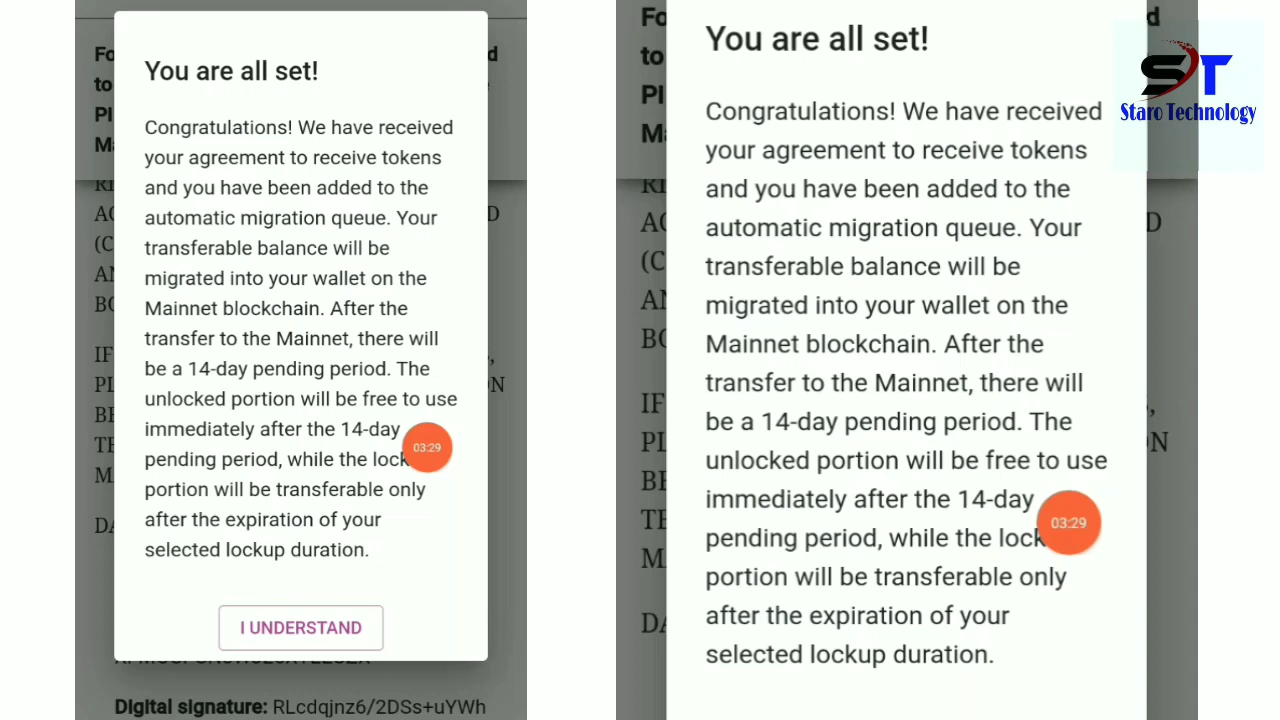 You are all set!
Congratulations! We have received
your agreement to receive tokens
and you have been added to the
automatic migration queue. Your
transferable balance will be
migrated into your wallet on the
Mainnet blockchain. After the
transfer to the Mainnet, there will
be a 14-day pending period. The
unlocked portion will be free to use
immediately after the 14-day
pending period, while the lock
03:29
portion will be transferable only
after the expiration of your
selected lockup duration.
I UNDERSTAND
Digital signature: RLcdqjnz6/2DSs+uYWh
You are all set!
Congratulations! We have received
your agreement to receive tokens
and you have been added to the
automatic migration queue. Your
transferable balance will be
migrated into your wallet on the
Mainnet blockchain. After the
transfer to the Mainnet, there will
be a 14-day pending period. The
unlocked portion will be free to use
immediately after the 14-day
pending period, while the lock
03:29
portion will be transferable only
after the expiration of your
selected lockup duration.
ST
Staro Technology